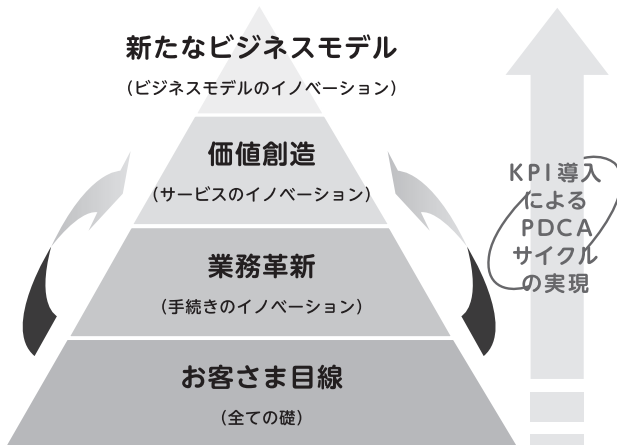 新たなビジネスモデル
（ビジネスモデルのイノベーション）
価値創造
（サービスのイノベーション）
業務革新
（手続きのイノベーション）
お客さま目線
（全ての礎）
KPI導入
による
PDCA
サイクル
の実現